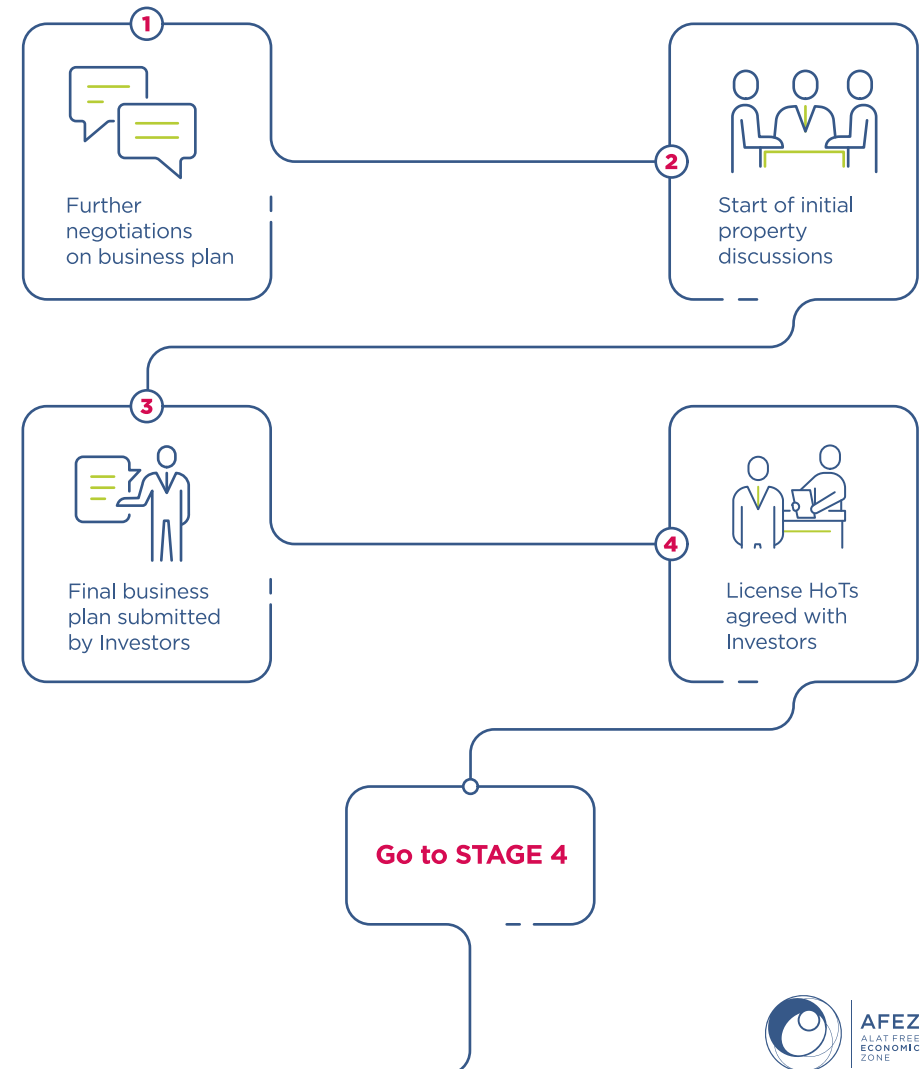 1
Further
negotiations
on business plan
2
Start of initial
property
discussions
3
Final business
plan submitted
by Investors
4
License HoTs
agreed with
Investors
Go to STAGE 4
AFEZ
ALAT FREE
ECONOMIC
ZONE